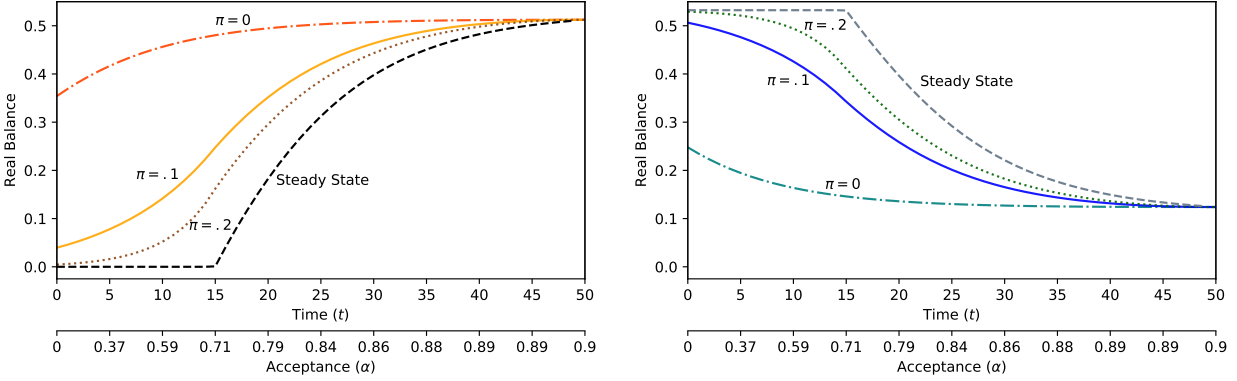 π=0
0.5
0.4
0.3
0.2
0.1
0.0
Real Balance
π=.1
π=.2
Steady State
0 5 10 15 20 25 30 35 40 45 50
Time (t)
0 0.37 0.59 0.71 0.79 0.84 0.86 0.88 0.89 0.89 0.9
Acceptance (α)
0.5
0.4
0.3
0.2
0.1
0.0
Real Balance
π=.2
π=.1
Steady State
π=0
0 5 10 15 20 25 30 35 40 45 50
Time (t)
0 0.37 0.59 0.71 0.79 0.84 0.86 0.88 0.89 0.89 0.9
Acceptance (α)